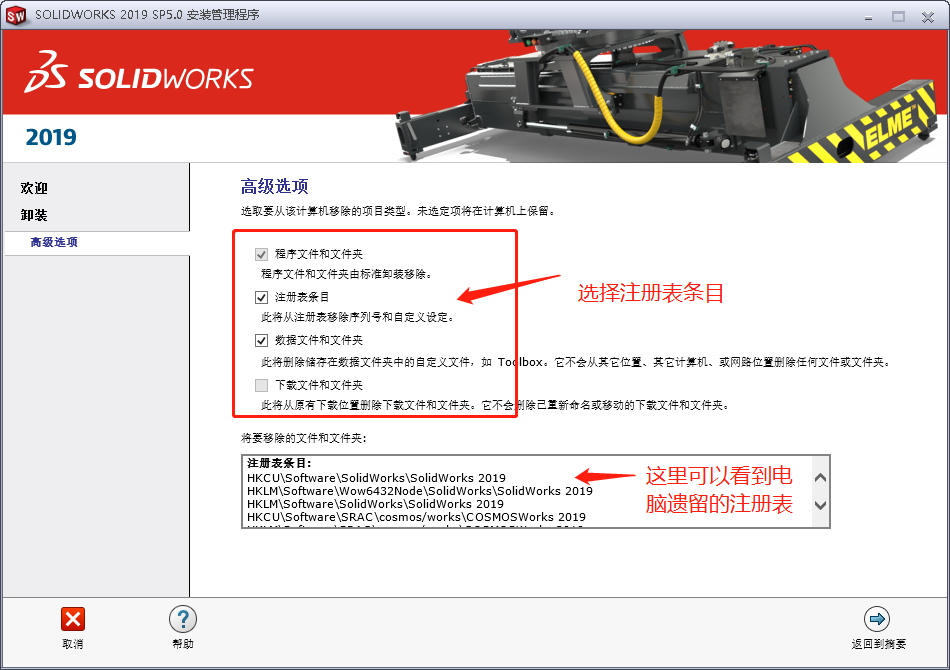 SW
SOLIDWORKS 2019 SP5.0 安装管理程序
SOLIDWORKS
ELME™
2019
欢迎
卸装
高级选项
高级选项
选取要从该计算机移除的项目类型。未选定项将在计算机上保留。
程序文件和文件夹
程序文件和文件夹由标准卸装移除。
注册表条目
选择注册表条目
此将从注册表移除序列号和自定义设定。
数据文件和文件夹
此将删除储存在数据文件夹中的自定义文件，如 Toolbox。它不会从其它位置、其它计算机、或网路位置删除任何文件或文件夹。
下载文件和文件夹
此将从原有下载位置删除下载文件和文件夹。它不会删除已重新命名或移动的下载文件和文件夹。
将要移除的文件和文件夹:
注册表条目:
HKCU\Software\SolidWorks\SolidWorks 2019
HKLM\Software\Wow6432Node\SolidWorks\SolidWorks 2019
HKLM\Software\SolidWorks\SolidWorks 2019
HKCU\Software\SRAC\cosmos/works\COSMOSWorks 2019
这里可以看到电
脑遗留的注册表
取消
帮助
返回到摘要